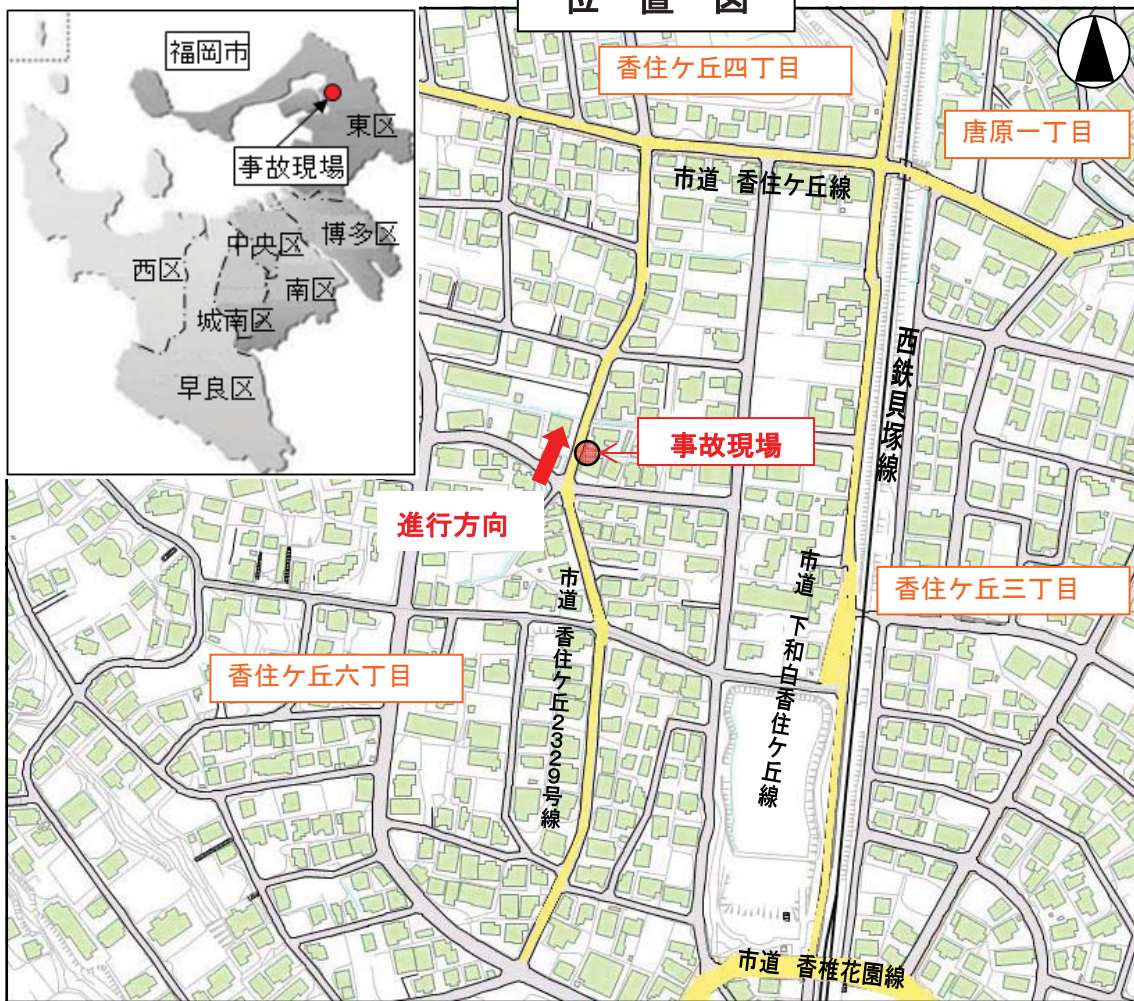 位 置 図
福岡市
東区
事故現場
博多区
中央区
西区
南区
城南区
早良区
香住ケ丘四丁目
唐原一丁目
市道 香住ケ丘線
西鉄貝塚線
事故現場
進行方向
市道 香住ケ丘2329号線
市道 下和白香住ケ丘線
香住ケ丘三丁目
香住ケ丘六丁目
市道 香椎花園線